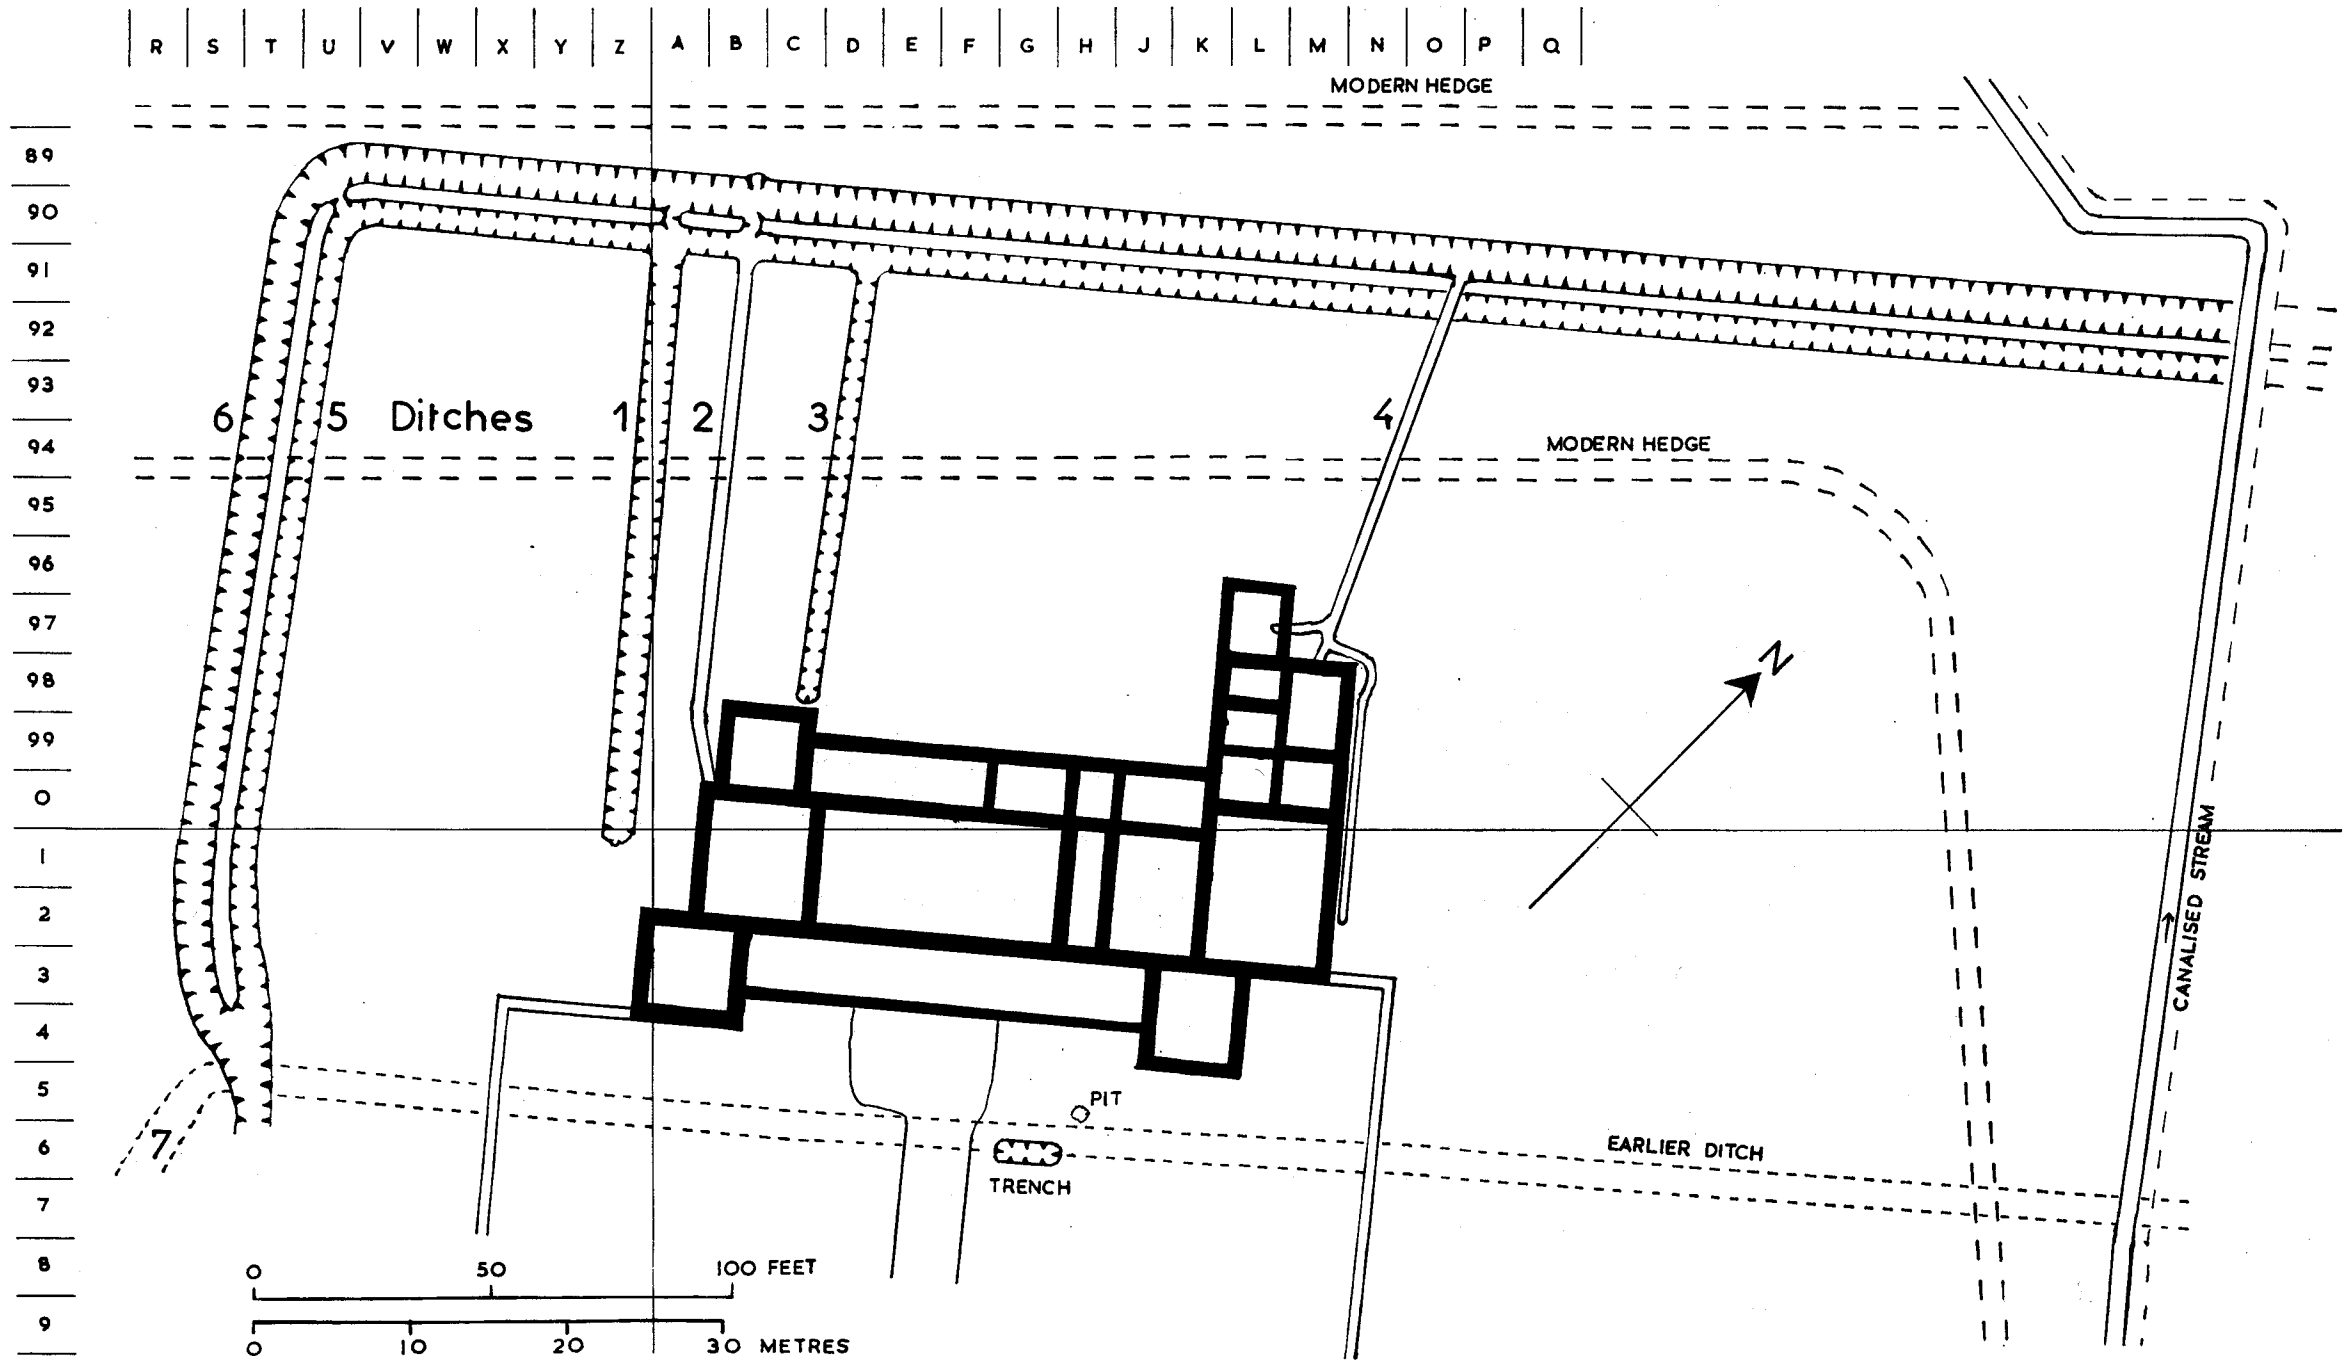 R S T U V W X Y Z A B C D E F G H J K L M N O P Q
MODERN HEDGE
89
90
91
92
93
94
95
96
97
98
99
0
1
2
3
4
5
6
7
8
9
6 5 Ditches 1 2 3 4
MODERN HEDGE
N
CANALISED STREAM
PIT
7
EARLIER DITCH
TRENCH
0 50 100 FEET
0 10 20 30 METRES